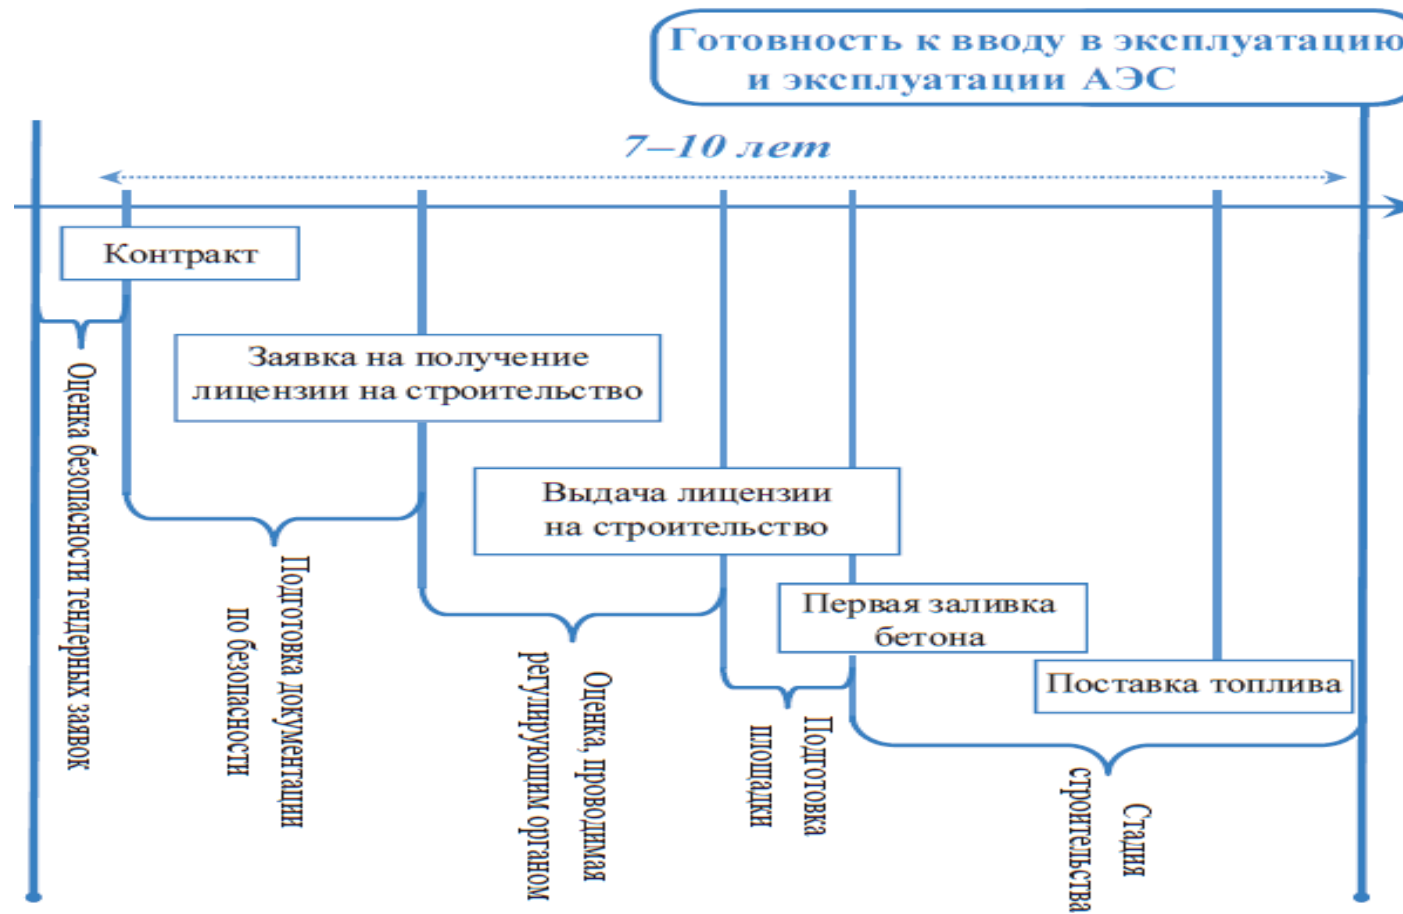 Готовность к вводу в эксплуатацию
и эксплуатации АЭС
7–10 лет
Контракт
Заявка на получение
лицензии на строительство
Выдача лицензии
на строительство
Первая заливка
бетона
Поставка топлива
Оценка безопасности тендерных заявок
Подготовка документации
по безопасности
Оценка, проводимая
регулирующим органом
Подготовка
площадки
Стадия
строительства